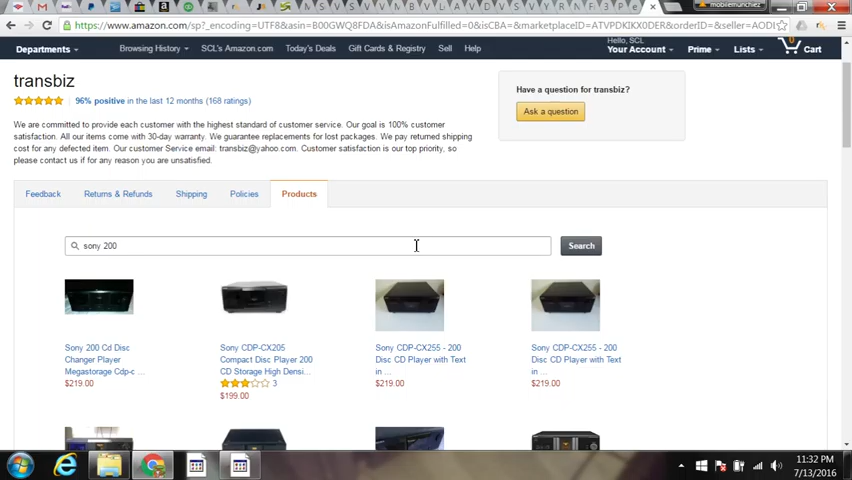 mobilemunchiez
https://www.amazon.com/sp?_encoding=UTF8&asin=B00GWQ8FDA&isAmazonFulfilled=0&isCBA=&marketplaceID=ATVPDKIKX0DER&orderID=&seller=AODL
Hello, SCL
Departments Browsing History SCL's Amazon.com Today's Deals Gift Cards & Registry Sell Help Your Account Prime Lists 0 Cart
transbiz
96% positive in the last 12 months (168 ratings)
Have a question for transbiz?
Ask a question
We are committed to provide each customer with the highest standard of customer service. Our goal is 100% customer
satisfaction. All our items come with 30-day warranty. We guarantee replacements for lost packages. We pay returned shipping
cost for any defected item. Our customer Service email: transbiz@yahoo.com. Customer satisfaction is our top priority, so
please contact us if for any reason you are unsatisfied.
Feedback Returns & Refunds Shipping Policies Products
sony 200 Search
Sony 200 Cd Disc
Changer Player
Megastorage Cdp-c ...
$219.00
Sony CDP-CX205
Compact Disc Player 200
CD Storage High Densi...
3
$199.00
Sony CDP-CX255 - 200
Disc CD Player with Text
in ...
$219.00
Sony CDP-CX255 - 200
Disc CD Player with Text
in ...
$219.00
11:32 PM
7/13/2016